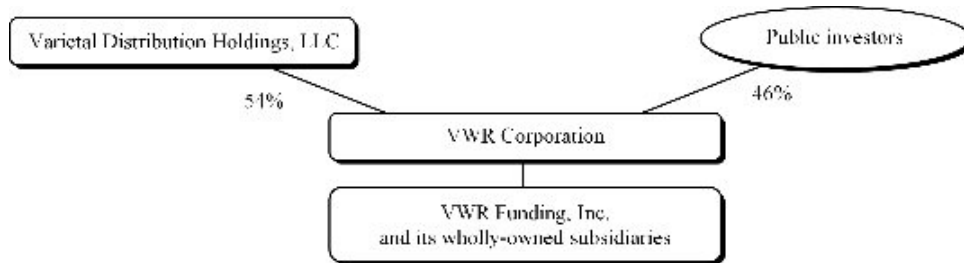 Varietal Distribution Holdings, LLC
Public investors
54%
46%
VWR Corporation
VWR Funding, Inc.
and its wholly-owned subsidiaries